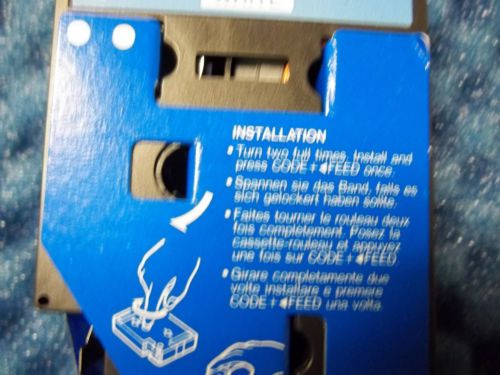 WHITE
INSTALLATION
• Turn two full times. Install and
press CODE+◀FEED once.
• Spannen sie das Band, falls es
sich gelockert haben sollte.
• Faites tourner le rouleau deux
fois complètement. Posez la
cassette-rouleau et appuyez
une fois sur CODE+◀FEED.
• Girare completamente due
volte installare e premere
CODE+◀FEED una volta.